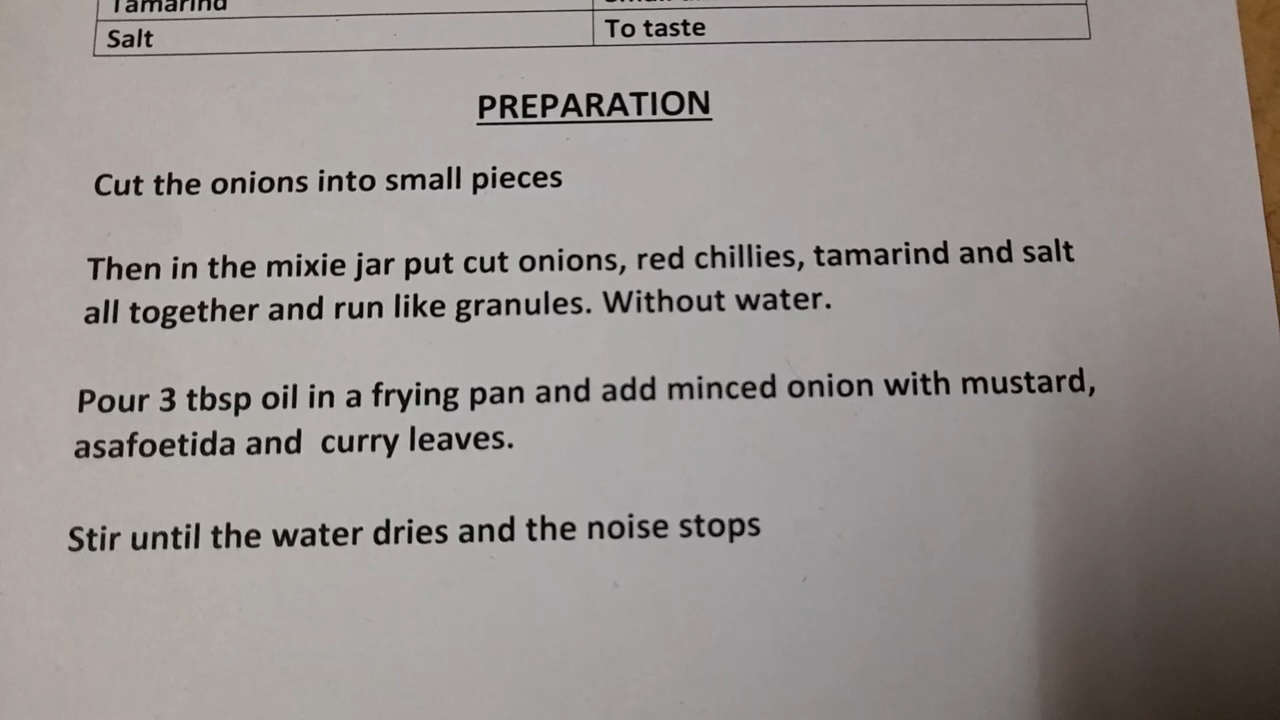 Tamarind
Salt To taste
PREPARATION
Cut the onions into small pieces
Then in the mixie jar put cut onions, red chillies, tamarind and salt
all together and run like granules. Without water.
Pour 3 tbsp oil in a frying pan and add minced onion with mustard,
asafoetida and  curry leaves.
Stir until the water dries and the noise stops